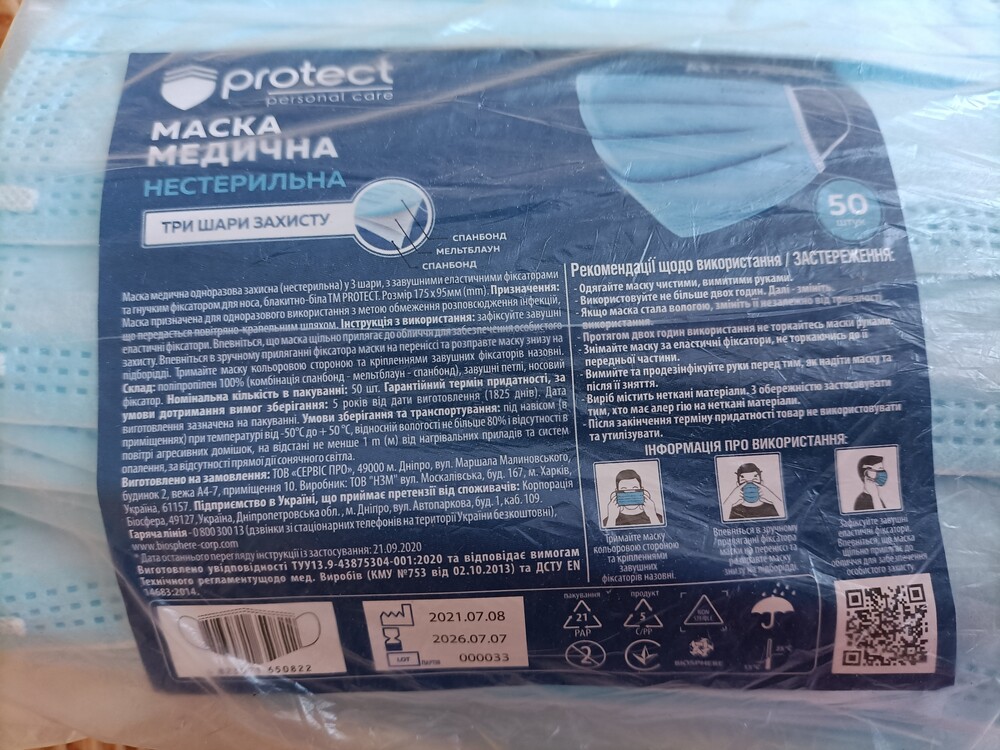 protect
personal care
МАСКА
МЕДИЧНА
НЕСТЕРИЛЬНА
ТРИ ШАРИ ЗАХИСТУ
СПАНБОНД
МЕЛЬТБЛАУН
СПАНБОНД
50
штук
Маска медична одноразова захисна (нестерильна) у 3 шари, з завушними еластичними фіксаторами
та гнучким фіксатором для носа, блакитно-біла ТМ PROTECT. Розмір 175 х 95мм (mm). Призначення:
Маска призначена для одноразового використання з метою обмеження розповсюдження інфекцій,
що передається повітряно-крапельним шляхом. Інструкція з використання: зафіксуйте завушні
еластичні фіксатори. Впевніться, що маска щільно прилягає до обличчя для забезпечення особистого
захисту. Впевніться в зручному приляганні фіксатора маски на переніссі та розправте маску знизу на
підборідді. Тримайте маску кольоровою стороною та кріпленнями завушних фіксаторів назовні.
Склад: поліпропілен 100% (комбінація спанбонд - мельтблаун - спанбонд), завушні петлі, носовий
фіксатор. Номінальна кількість в пакуванні: 50 шт. Гарантійний термін придатності, за
умови дотримання вимог зберігання: 5 років від дати виготовлення (1825 днів). Дата
виготовлення зазначена на пакуванні. Умови зберігання та транспортування: під навісом (в
приміщеннях) при температурі від -50°С до + 50 °С, відносній вологості не більше 80% і відсутності в
повітрі агресивних домішок, на відстані не менше 1 m (м) від нагрівальних приладів та систем
опалення, за відсутності прямої дії сонячного світла.
Виготовлено на замовлення: ТОВ «СЕРВІС ПРО», 49000 м. Дніпро, вул. Маршала Малиновського,
будинок 2, вежа А4-7, приміщення 10. Виробник: ТОВ "НЗМ" вул. Москалівська, буд. 167, м. Харків,
Україна, 61157. Підприємство в Україні, що приймає претензії від споживачів: Корпорація
Біосфера, 49127, Україна, Дніпропетровська обл., м. Дніпро, вул. Автопаркова, буд. 1, каб. 109.
Гаряча лінія - 0 800 300 13 (дзвінки зі стаціонарних телефонів на території України безкоштовні),
www.biosphere-corp.com
* Дата останнього перегляду інструкції із застосування: 21.09.2020
Виготовлено увідповідності ТУУ13.9-43875304-001:2020 та відповідає вимогам
Технічного регламентущодо мед. Виробів (КМУ №753 від 02.10.2013) та ДСТУ EN
14683:2014.
Рекомендації щодо використання / ЗАСТЕРЕЖЕННЯ:
- Одягайте маску чистими, вимитими руками.
- Використовуйте не більше двох годин. Далі - змініть.
- Якщо маска стала вологою, змініть її незалежно від тривалості
використання.
- Протягом двох годин використання не торкайтесь маски руками.
- Знімайте маску за еластичні фіксатори, не торкаючись до її
передньої частини.
- Вимийте та продезінфікуйте руки перед тим, як надіти маску та
після її зняття.
- Виріб містить неткані матеріали. З обережністю застосовувати
тим, хто має алер гію на неткані матеріали.
- Після закінчення терміну придатності товар не використовувати
та утилізувати.
ІНФОРМАЦІЯ ПРО ВИКОРИСТАННЯ:
Тримайте маску
кольоровою стороною
та кріпленнями
завушних
фіксаторів назовні.
Впевніться в зручному
приляганні фіксатора
маски на переніссі та
розправте маску
знизу на підборідді.
Зафіксуйте завушні
еластичні фіксатори.
Впевніться, що маска
щільно прилягає до
обличчя для забезпечення
особистого захисту
650822
2021.07.08
2026.07.07
LOT
партія
000033
пакування
продукт
21
PAP
5
C/PP
NON
STERILE
2
BIOSPHERE